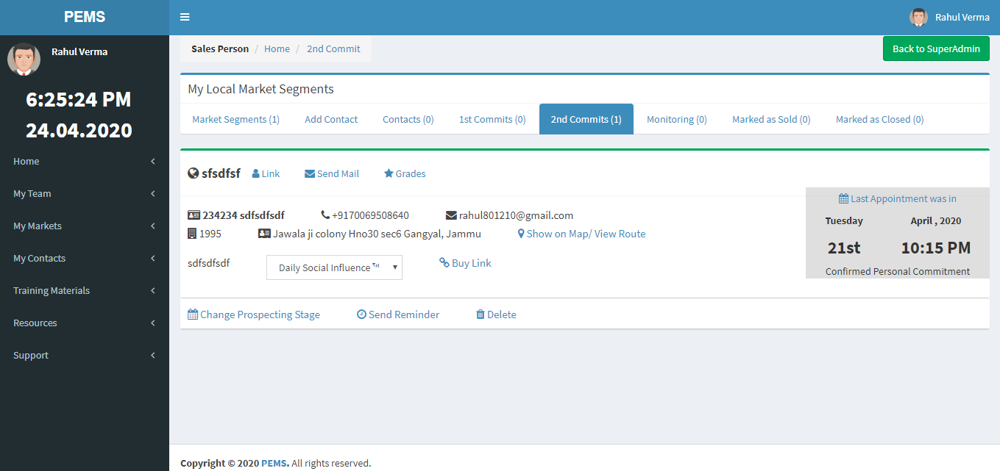 PEMS
Rahul Verma
Rahul Verma
6:25:24 PM
24.04.2020
Home
My Team
My Markets
My Contacts
Training Materials
Resources
Support
Sales Person / Home / 2nd Commit
Back to SuperAdmin
My Local Market Segments
Market Segments (1) Add Contact Contacts (0) 1st Commits (0) 2nd Commits (1) Monitoring (0) Marked as Sold (0) Marked as Closed (0)
sfsdfsf Link Send Mail Grades
234234 sdfsdfsdf +9170069508640 rahul801210@gmail.com
1995 Jawala ji colony Hno30 sec6 Gangyal, Jammu Show on Map/ View Route
sdfsdfsdf Daily Social Influence ™ Buy Link
Last Appointment was in
Tuesday April , 2020
21st 10:15 PM
Confirmed Personal Commitment
Change Prospecting Stage Send Reminder Delete
Copyright © 2020 PEMS. All rights reserved.